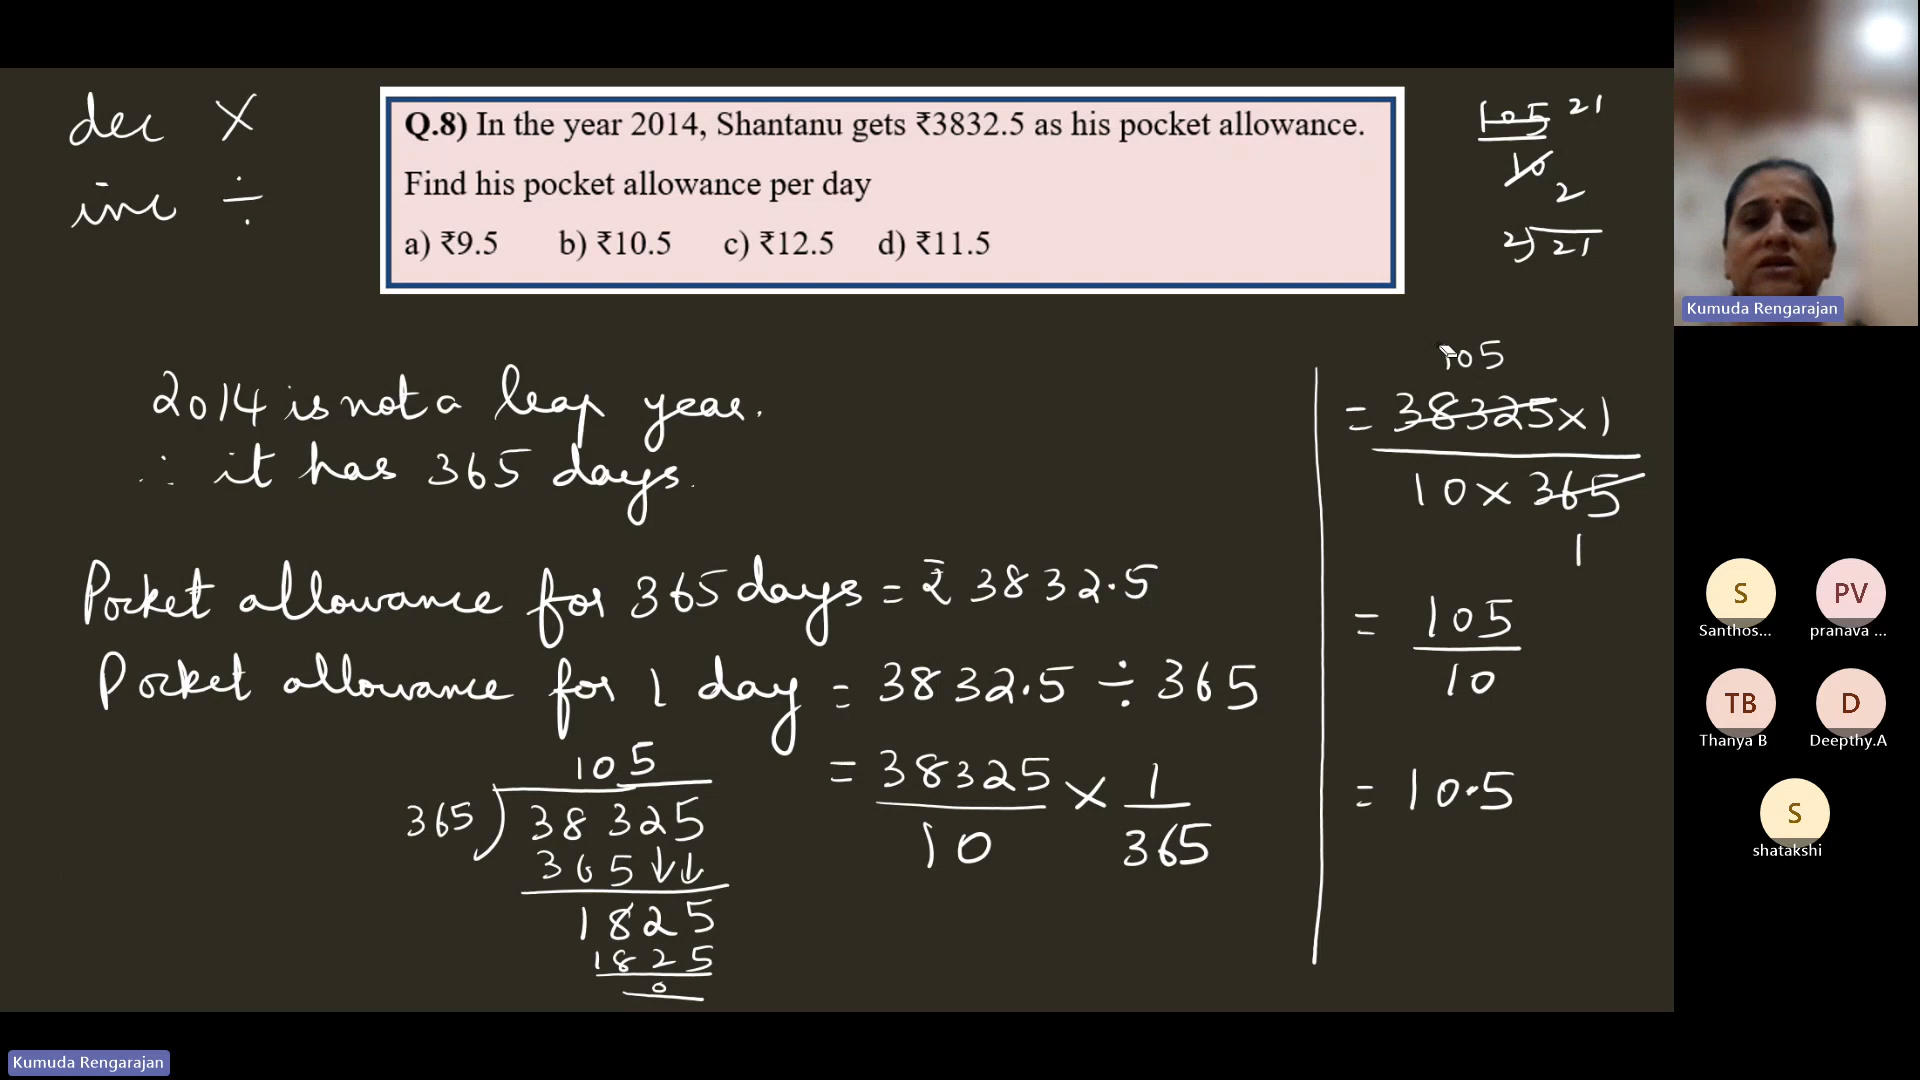 dec X
inc ÷
Q.8) In the year 2014, Shantanu gets ₹3832.5 as his pocket allowance.
Find his pocket allowance per day
a) ₹9.5 b) ₹10.5 c) ₹12.5 d) ₹11.5
105 21
10
2
2) 21
Kumuda Rengarajan
2014 is not a leap year.
∴ it has 365 days.
Pocket allowance for 365 days = ₹ 3832.5
Pocket allowance for 1 day = 3832.5 ÷ 365
= 38325/10 × 1/365
105
365) 38325
365↓↓
1825
1825
0
105
= 38325 × 1
10 × 365
1
= 105/10
= 10.5
S
Santhos...
PV
pranava ...
TB
Thanya B
D
Deepthy.A
S
shatakshi
Kumuda Rengarajan